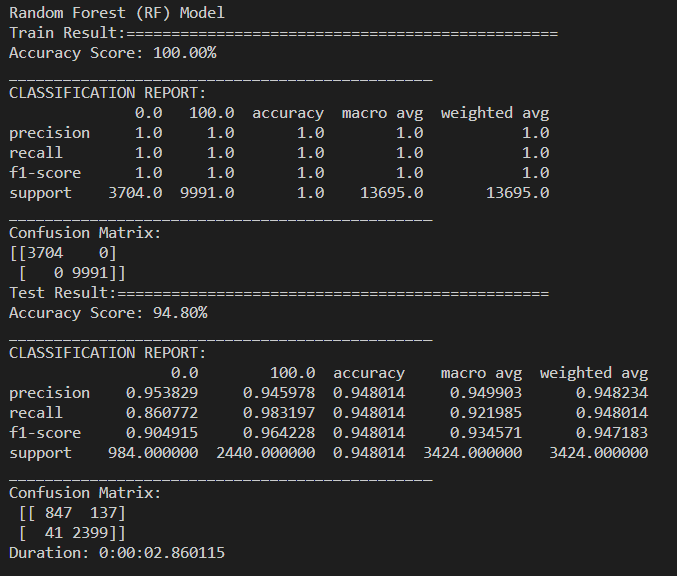 Random Forest (RF) Model
Train Result:================================================
Accuracy Score: 100.00%
_______________________________________________
CLASSIFICATION REPORT:
              0.0   100.0  accuracy  macro avg  weighted avg
precision     1.0     1.0       1.0        1.0           1.0
recall        1.0     1.0       1.0        1.0           1.0
f1-score      1.0     1.0       1.0        1.0           1.0
support    3704.0  9991.0       1.0    13695.0       13695.0
_______________________________________________
Confusion Matrix:
[[3704    0]
 [   0 9991]]
Test Result:================================================
Accuracy Score: 94.80%
_______________________________________________
CLASSIFICATION REPORT:
                  0.0        100.0  accuracy    macro avg  weighted avg
precision    0.953829     0.945978  0.948014     0.949903      0.948234
recall       0.860772     0.983197  0.948014     0.921985      0.948014
f1-score     0.904915     0.964228  0.948014     0.934571      0.947183
support    984.000000  2440.000000  0.948014  3424.000000   3424.000000
_______________________________________________
Confusion Matrix:
 [[ 847  137]
 [  41 2399]]
Duration: 0:00:02.860115